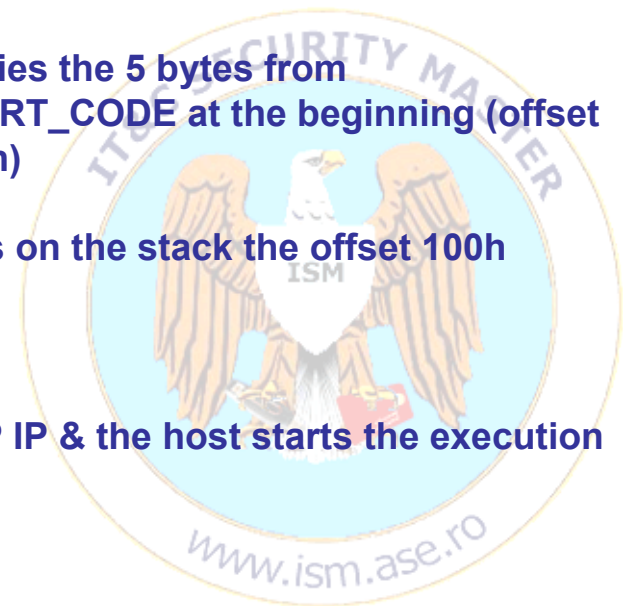 ies the 5 bytes from
RT_CODE at the beginning (offset
)
s on the stack the offset 100h
IP & the host starts the execution
IT&C SECURITY MASTER
ISM
www.ism.ase.ro